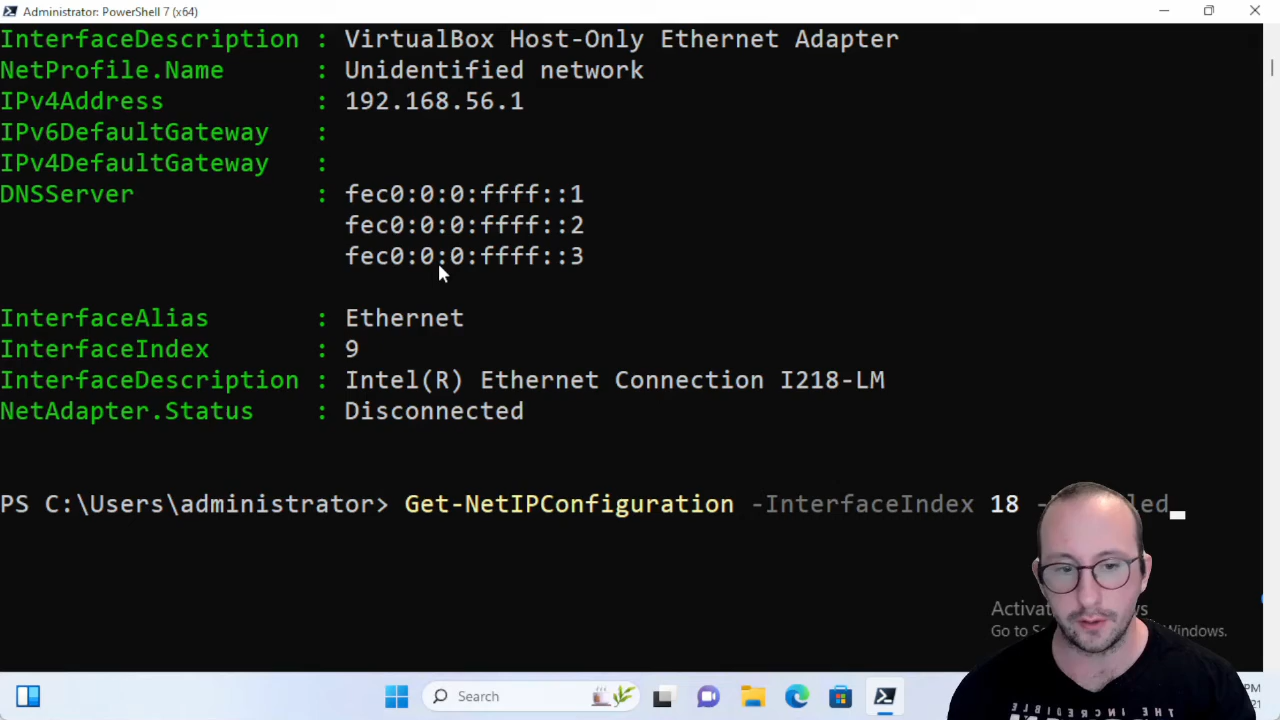 Administrator: PowerShell 7 (x64)
InterfaceDescription : VirtualBox Host-Only Ethernet Adapter
NetProfile.Name : Unidentified network
IPv4Address : 192.168.56.1
IPv6DefaultGateway :
IPv4DefaultGateway :
DNSServer : fec0:0:0:ffff::1
fec0:0:0:ffff::2
fec0:0:0:ffff::3
InterfaceAlias : Ethernet
InterfaceIndex : 9
InterfaceDescription : Intel(R) Ethernet Connection I218-LM
NetAdapter.Status : Disconnected
PS C:\Users\administrator> Get-NetIPConfiguration -InterfaceIndex 18
Windows.
Search
THE INCREDIBLE